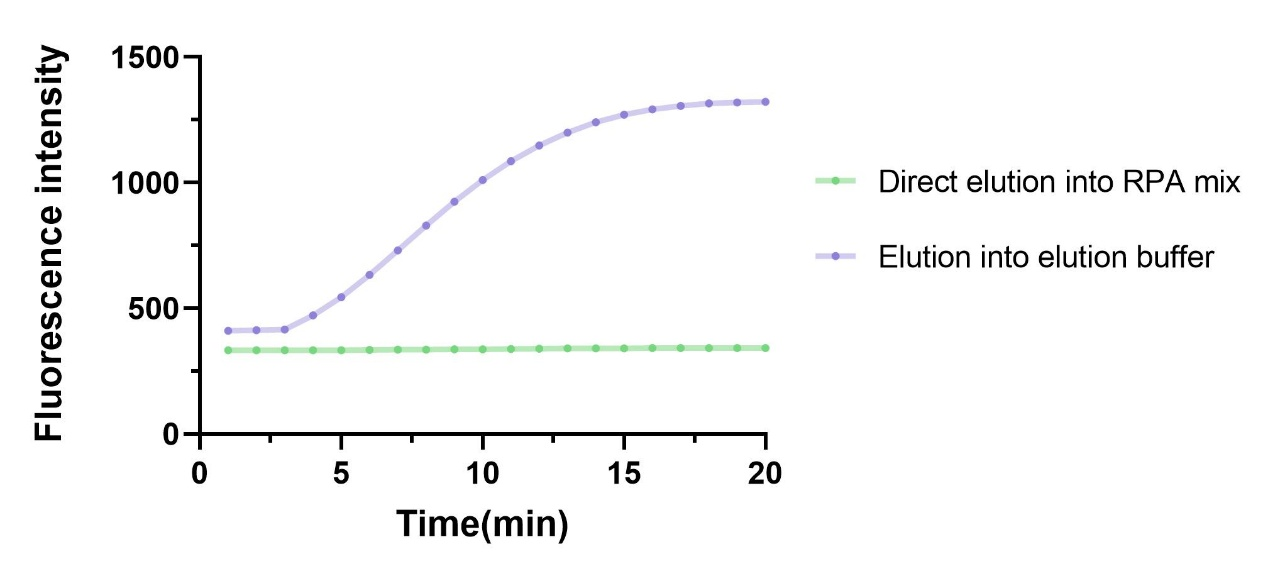 Fluorescence intensity
1500
1000
500
0
0 5 10 15 20
Time(min)
Direct elution into RPA mix
Elution into elution buffer